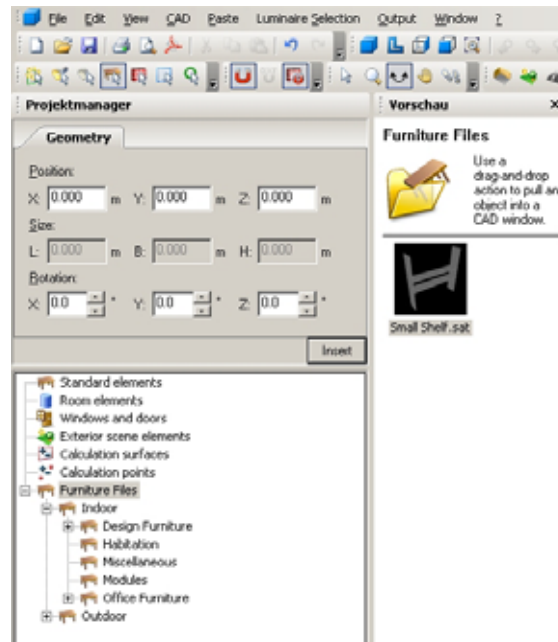 File Edit View CAD Paste Luminaire Selection Output Window ?
Projektmanager
Geometry
Position:
X: 0.000 m Y: 0.000 m Z: 0.000 m
Size:
L: 0.000 m B: 0.000 m H: 0.000 m
Rotation:
X: 0.0 ° Y: 0.0 ° Z: 0.0 °
Insert
Standard elements
Room elements
Windows and doors
Exterior scene elements
Calculation surfaces
Calculation points
Furniture Files
Indoor
Design Furniture
Habitation
Miscellaneous
Modules
Office Furniture
Outdoor
Vorschau
Furniture Files
Use a
drag-and-drop
action to pull an
object into a
CAD window.
Small Shelf.sat